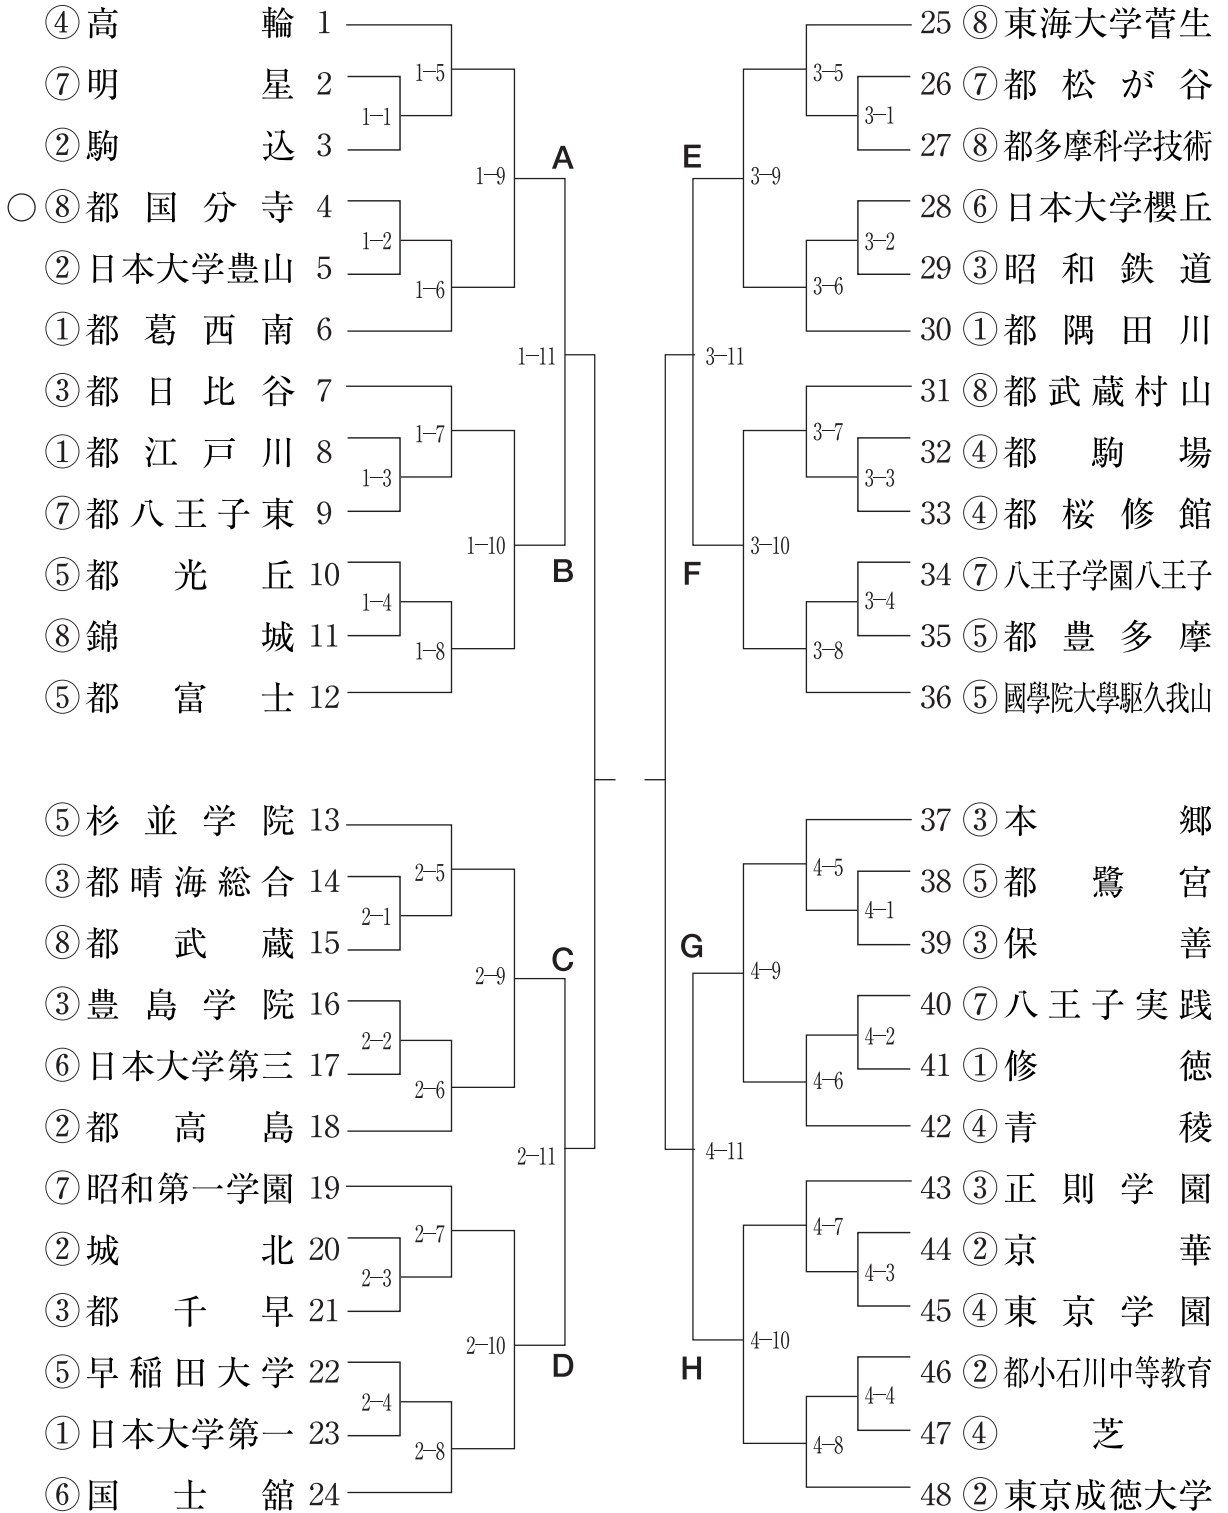 ④高輪 1
⑦明星 2
②駒込 3
○⑧都国分寺 4
②日本大学豊山 5
①都葛西南 6
③都日比谷 7
①都江戸川 8
⑦都八王子東 9
⑤都光丘 10
⑧錦城 11
⑤都富士 12
⑤杉並学院 13
③都晴海総合 14
⑧都武蔵 15
③豊島学院 16
⑥日本大学第三 17
②都高島 18
⑦昭和第一学園 19
②城北 20
③都千早 21
⑤早稲田大学 22
①日本大学第一 23
⑥国士舘 24
1-5
1-1
1-9
A
1-2
1-6
1-11
1-7
1-3
1-10
B
1-4
1-8
2-5
2-1
2-9
C
2-2
2-6
2-11
2-7
2-3
2-10
D
2-4
2-8
E
3-5
3-1
3-9
3-2
3-6
3-11
3-7
3-3
3-10
F
3-4
3-8
G
4-5
4-1
4-9
4-2
4-6
4-11
4-7
4-3
4-10
H
4-4
4-8
25 ⑧東海大学菅生
26 ⑦都松が谷
27 ⑧都多摩科学技術
28 ⑥日本大学櫻丘
29 ③昭和鉄道
30 ①都隅田川
31 ⑧都武蔵村山
32 ④都駒場
33 ④都桜修館
34 ⑦八王子学園八王子
35 ⑤都豊多摩
36 ⑤國學院大學駆久我山
37 ③本郷
38 ⑤都鷺宮
39 ③保善
40 ⑦八王子実践
41 ①修徳
42 ④青稜
43 ③正則学園
44 ②京華
45 ④東京学園
46 ②都小石川中等教育
47 ④芝
48 ②東京成徳大学